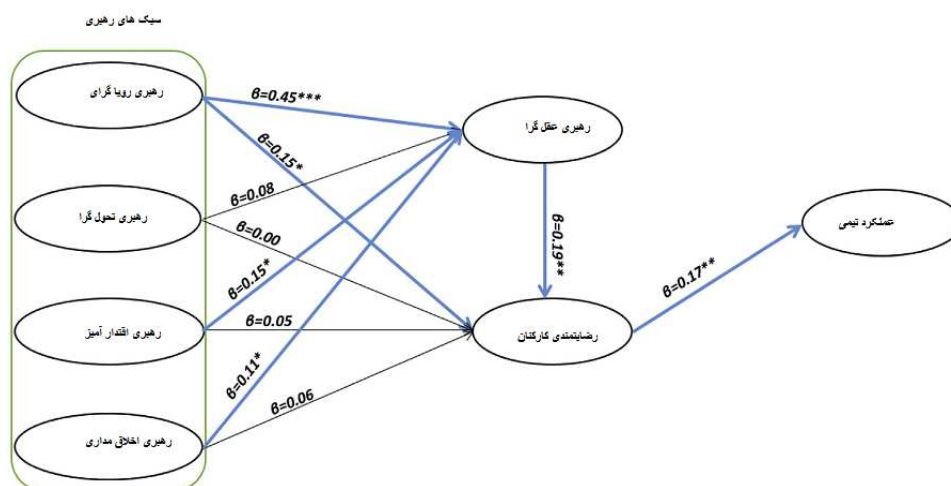 سبک های رهبری
رهبری رویا گرای
رهبری تحول گرا
رهبری اقتدار آمیز
رهبری اخلاق مداری
β=0.45***
β=0.15*
β=0.08
β=0.00
β=0.15*
β=0.05
β=0.11*
β=0.06
رهبری عقل گرا
β=0.19**
رضایتمندی کارکنان
β=0.17**
عملکرد تیمی